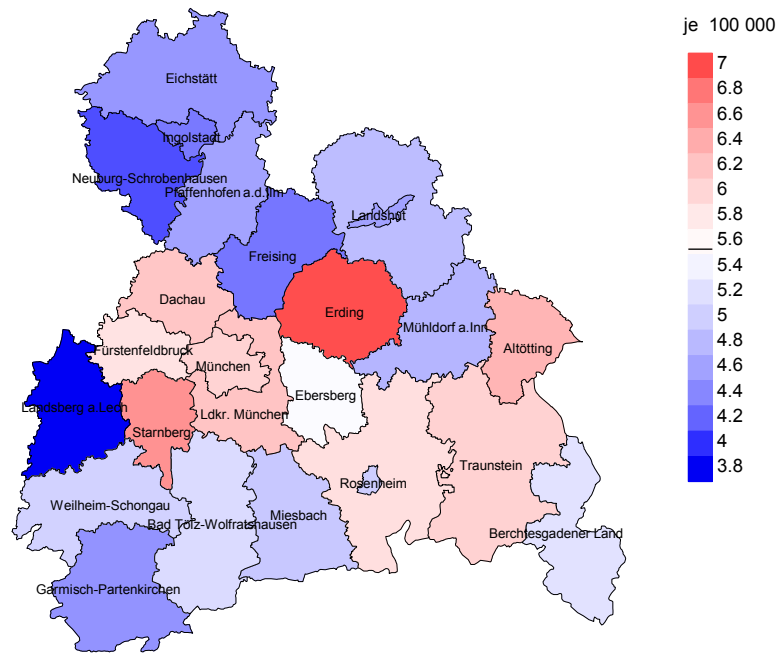 je 100 000
7
6.8
6.6
6.4
6.2
6
5.8
5.6
5.4
5.2
5
4.8
4.6
4.4
4.2
4
3.8
Eichstätt
Ingolstadt
Neuburg-Schrobenhausen
Pfaffenhofen a.d.Ilm
Landshut
Freising
Dachau
Erding
Mühldorf a.Inn
Altötting
Fürstenfeldbruck
München
Ebersberg
Landsberg a.Lech
Ldkr. München
Starnberg
Traunstein
Rosenheim
Weilheim-Schongau
Miesbach
Bad Tölz-Wolfratshausen
Berchtesgadener Land
Garmisch-Partenkirchen